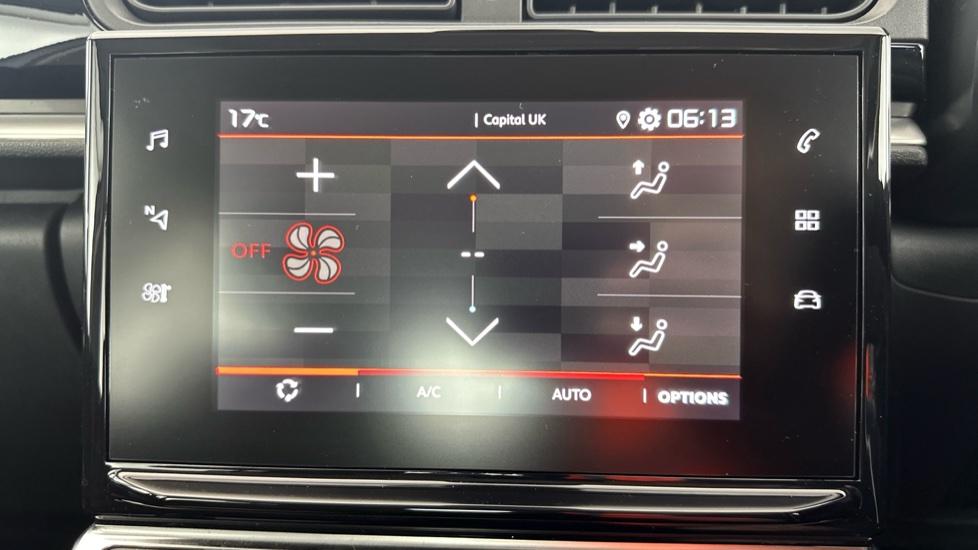 17°C | Capital UK 06:13
N
OFF
--
A/C | AUTO | OPTIONS